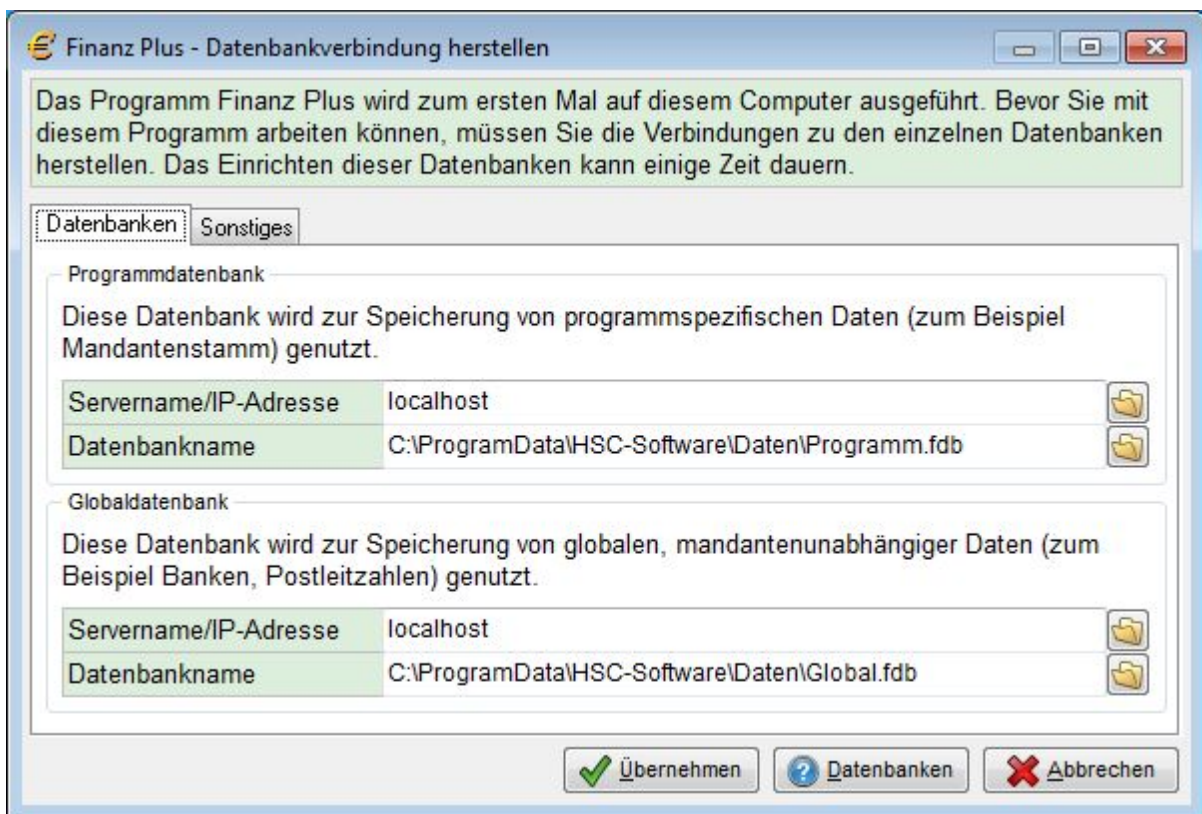 Finanz Plus - Datenbankverbindung herstellen
Das Programm Finanz Plus wird zum ersten Mal auf diesem Computer ausgeführt. Bevor Sie mit
diesem Programm arbeiten können, müssen Sie die Verbindungen zu den einzelnen Datenbanken
herstellen. Das Einrichten dieser Datenbanken kann einige Zeit dauern.
Datenbanken Sonstiges
Programmdatenbank
Diese Datenbank wird zur Speicherung von programmspezifischen Daten (zum Beispiel
Mandantenstamm) genutzt.
Servername/IP-Adresse localhost
Datenbankname C:\ProgramData\HSC-Software\Daten\Programm.fdb
Globaldatenbank
Diese Datenbank wird zur Speicherung von globalen, mandantenunabhängiger Daten (zum
Beispiel Banken, Postleitzahlen) genutzt.
Servername/IP-Adresse localhost
Datenbankname C:\ProgramData\HSC-Software\Daten\Global.fdb
Übernehmen Datenbanken Abbrechen